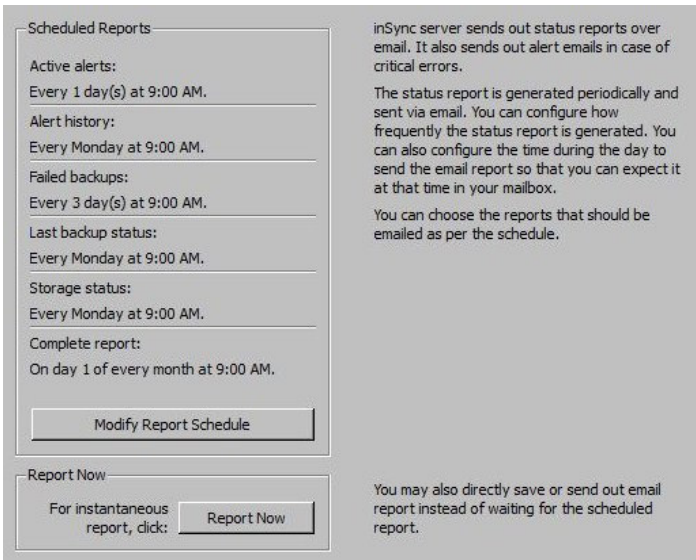 Scheduled Reports
Active alerts:
Every 1 day(s) at 9:00 AM.
Alert history:
Every Monday at 9:00 AM.
Failed backups:
Every 3 day(s) at 9:00 AM.
Last backup status:
Every Monday at 9:00 AM.
Storage status:
Every Monday at 9:00 AM.
Complete report:
On day 1 of every month at 9:00 AM.
Modify Report Schedule
inSync server sends out status reports over
email. It also sends out alert emails in case of
critical errors.
The status report is generated periodically and
sent via email. You can configure how
frequently the status report is generated. You
can also configure the time during the day to
send the email report so that you can expect it
at that time in your mailbox.
You can choose the reports that should be
emailed as per the schedule.
Report Now
For instantaneous
report, click:
Report Now
You may also directly save or send out email
report instead of waiting for the scheduled
report.